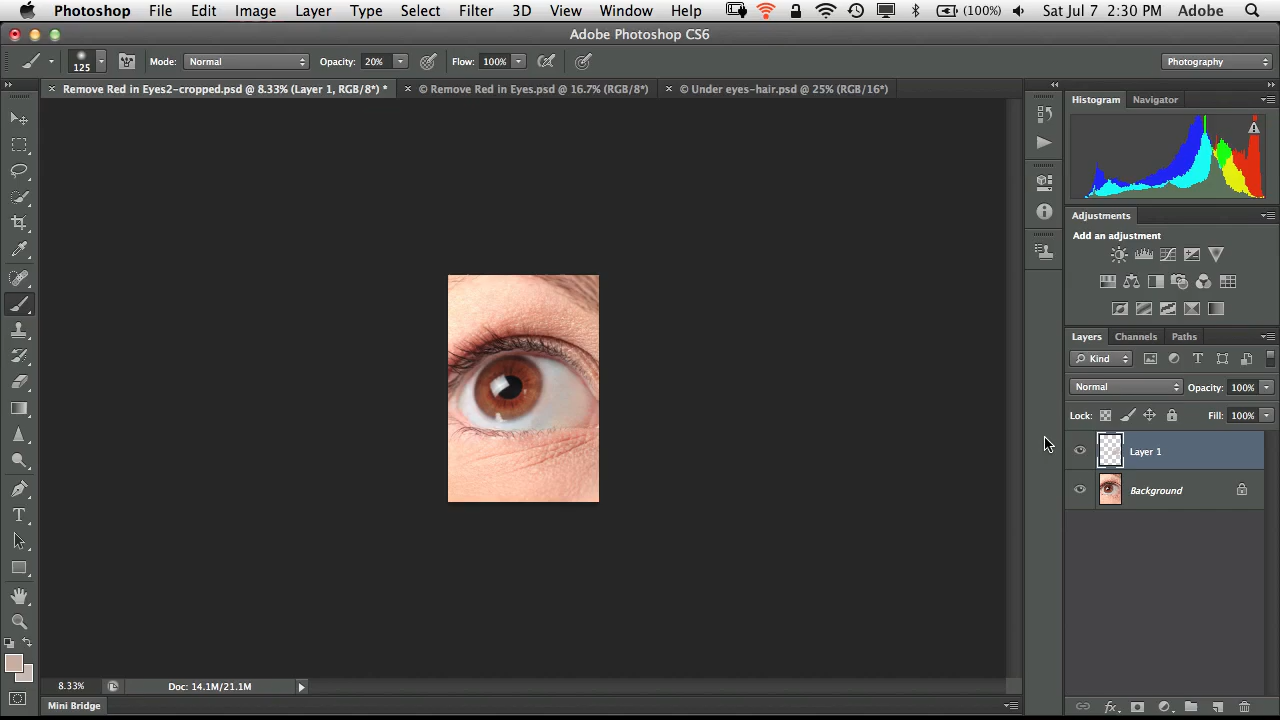 Photoshop File Edit Image Layer Type Select Filter 3D View Window Help (100%) Sat Jul 7 2:30 PM Adobe
Adobe Photoshop CS6
125 Mode: Normal Opacity: 20% Flow: 100% Photography
Remove Red in Eyes2-cropped.psd @ 8.33% (Layer 1, RGB/8*) * © Remove Red in Eyes.psd @ 16.7% (RGB/8*) © Under eyes-hair.psd @ 25% (RGB/16*)
Histogram Navigator
Adjustments
Add an adjustment
Layers Channels Paths
Kind
Normal Opacity: 100%
Lock: Fill: 100%
Layer 1
Background
8.33% Doc: 14.1M/21.1M
Mini Bridge